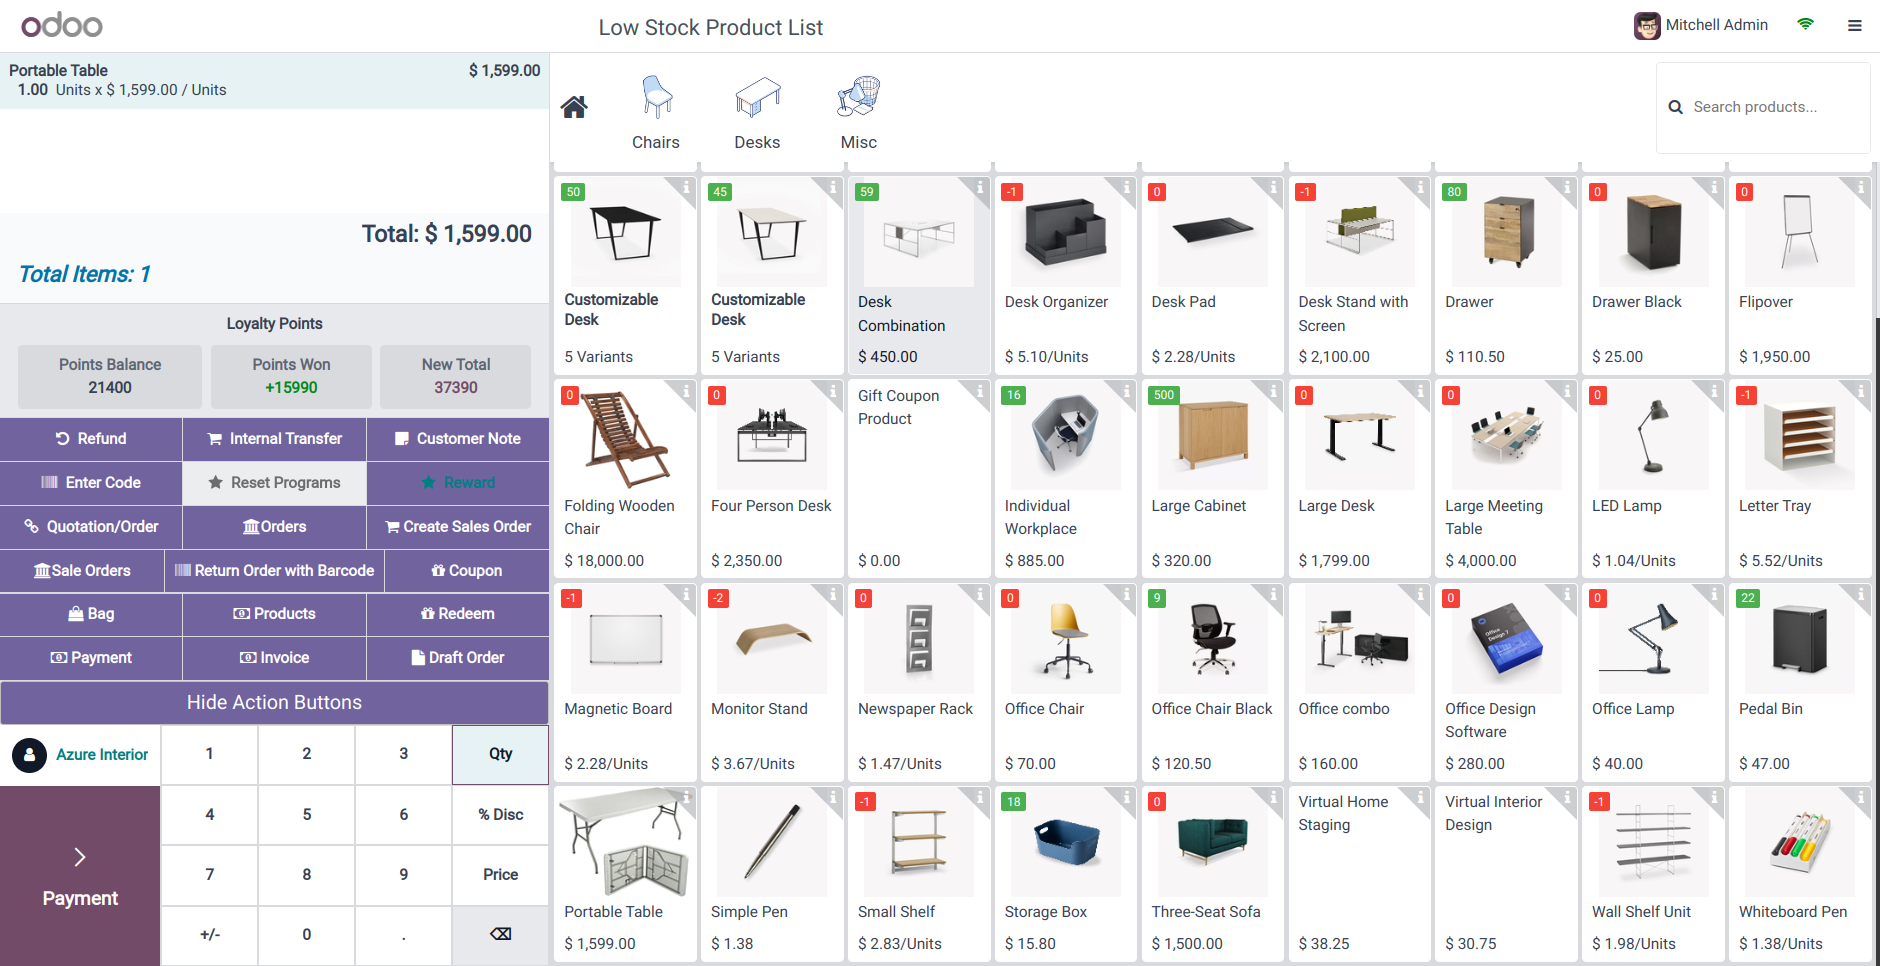 odoo
Low Stock Product List
Mitchell Admin
Portable Table $ 1,599.00
1.00 Units x $ 1,599.00 / Units
Total: $ 1,599.00
Total Items: 1
Loyalty Points
Points Balance Points Won New Total
21400 +15990 37390
Refund Internal Transfer Customer Note
Enter Code Reset Programs Reward
Quotation/Order Orders Create Sales Order
Sale Orders Return Order with Barcode Coupon
Bag Products Redeem
Payment Invoice Draft Order
Hide Action Buttons
Azure Interior
Payment
1 2 3 Qty
4 5 6 % Disc
7 8 9 Price
+/- 0 .
Chairs Desks Misc
Search products...
50 45 59 -1 0 -1 80 0 0
Customizable Customizable Desk Desk Organizer Desk Pad Desk Stand with Drawer Drawer Black Flipover
Desk Desk Combination Screen
5 Variants 5 Variants $ 450.00 $ 5.10/Units $ 2.28/Units $ 2,100.00 $ 110.50 $ 25.00 $ 1,950.00
0 0 Gift Coupon 16 500 0 0 0 -1
Product
Folding Wooden Four Person Desk Individual Large Cabinet Large Desk Large Meeting LED Lamp Letter Tray
Chair Workplace Table
$ 18,000.00 $ 2,350.00 $ 0.00 $ 885.00 $ 320.00 $ 1,799.00 $ 4,000.00 $ 1.04/Units $ 5.52/Units
-1 -2 0 0 9 0 0 22
Office
Design 7
Magnetic Board Monitor Stand Newspaper Rack Office Chair Office Chair Black Office combo Office Design Office Lamp Pedal Bin
Software
$ 2.28/Units $ 3.67/Units $ 1.47/Units $ 70.00 $ 120.50 $ 160.00 $ 280.00 $ 40.00 $ 47.00
-1 18 0 Virtual Home Virtual Interior -1
Staging Design
Portable Table Simple Pen Small Shelf Storage Box Three-Seat Sofa Wall Shelf Unit Whiteboard Pen
$ 1,599.00 $ 1.38 $ 2.83/Units $ 15.80 $ 1,500.00 $ 38.25 $ 30.75 $ 1.98/Units $ 1.38/Units